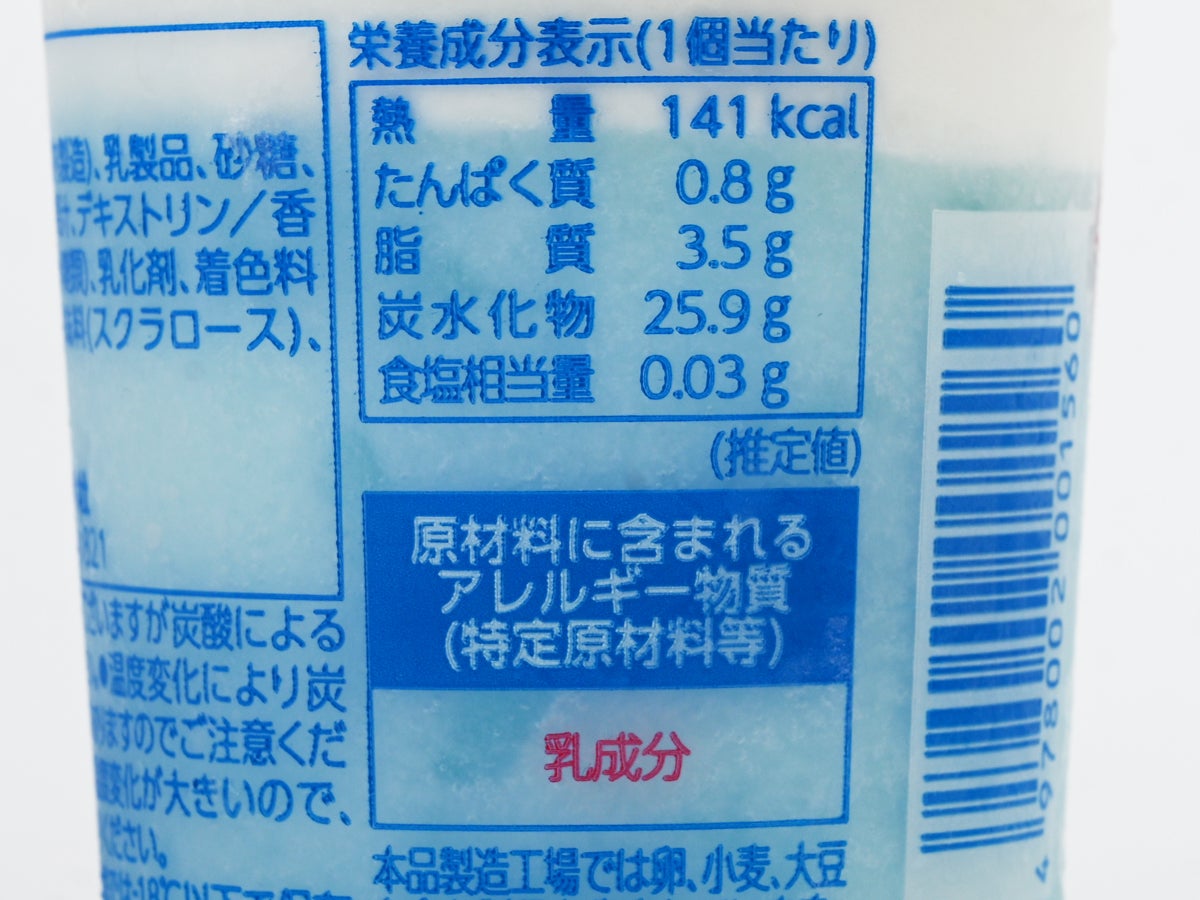 造)、乳製品、砂糖、
デキストリン/香
、乳化剤、着色料
料(スクラロース)、
821
いますが炭酸による
●温度変化により炭
ますのでご注意くだ
変化が大きいので、
ください。
栄養成分表示(1個当たり)
熱量 141 kcal
たんぱく質 0.8 g
脂質 3.5 g
炭水化物 25.9 g
食塩相当量 0.03 g
(推定値)
原材料に含まれる
アレルギー物質
(特定原材料等)
乳成分
本品製造工場では卵、小麦、大豆
4978002001560